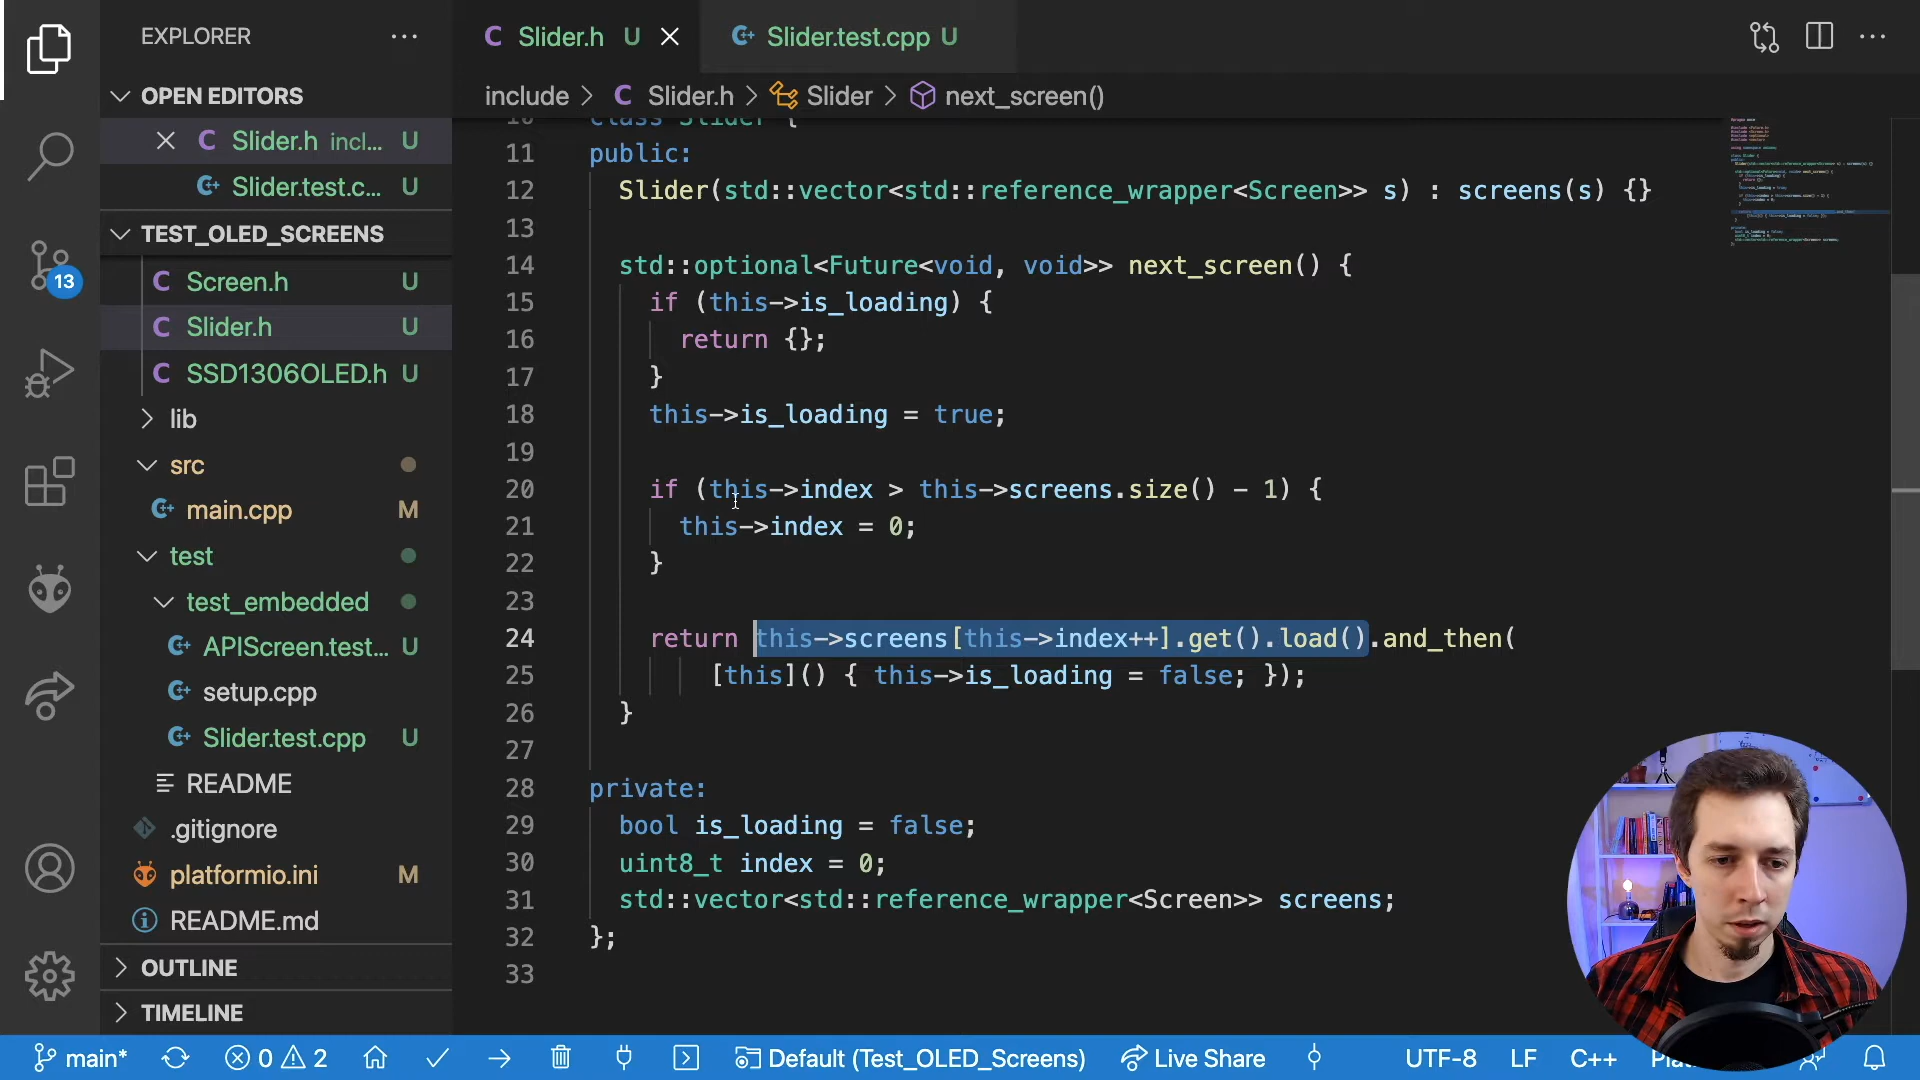 EXPLORER
Slider.h U
Slider.test.cpp U
OPEN EDITORS
include > Slider.h > Slider > next_screen()
Slider.h incl... U
Slider.test.c... U
TEST_OLED_SCREENS
Screen.h U
Slider.h U
SSD1306OLED.h U
lib
src
main.cpp M
test
test_embedded
APIScreen.test...
setup.cpp
Slider.test.cpp U
README
.gitignore
platformio.ini M
README.md
OUTLINE
TIMELINE
13
10 class Slider {
11 public:
12 Slider(std::vector<std::reference_wrapper<Screen>> s) : screens(s) {}
13
14 std::optional<Future<void, void>> next_screen() {
15 if (this->is_loading) {
16 return {};
17 }
18 this->is_loading = true;
19
20 if (this->index > this->screens.size() - 1) {
21 this->index = 0;
22 }
23
24 return this->screens[this->index++].get().load().and_then(
25 [this]() { this->is_loading = false; });
26 }
27
28 private:
29 bool is_loading = false;
30 uint8_t index = 0;
31 std::vector<std::reference_wrapper<Screen>> screens;
32 };
33
main* 0 2 Default (Test_OLED_Screens) Live Share UTF-8 LF C++